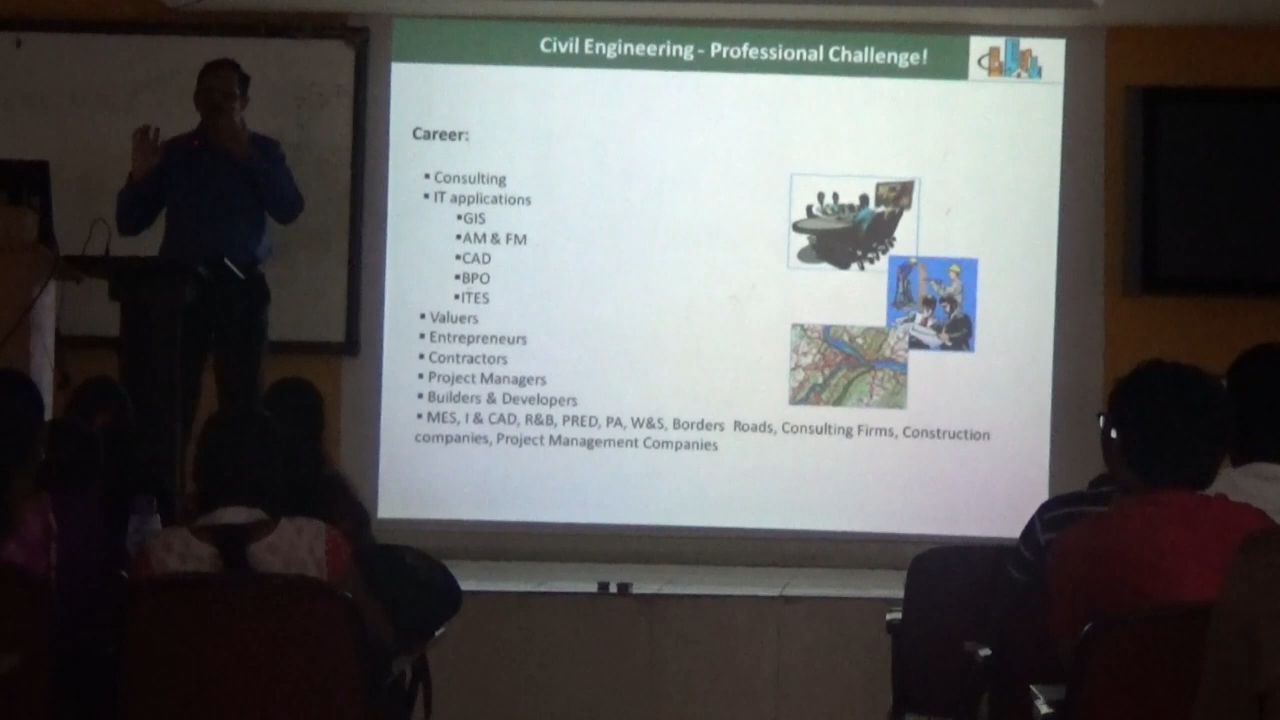 Civil Engineering - Professional Challenge!
Career:
▪ Consulting
▪ IT applications
▪GIS
▪AM & FM
▪CAD
▪BPO
▪ITES
▪ Valuers
▪ Entrepreneurs
▪ Contractors
▪ Project Managers
▪ Builders & Developers
▪ MES, I & CAD, R&B, PRED, PA, W&S, Borders Roads, Consulting Firms, Construction
companies, Project Management Companies